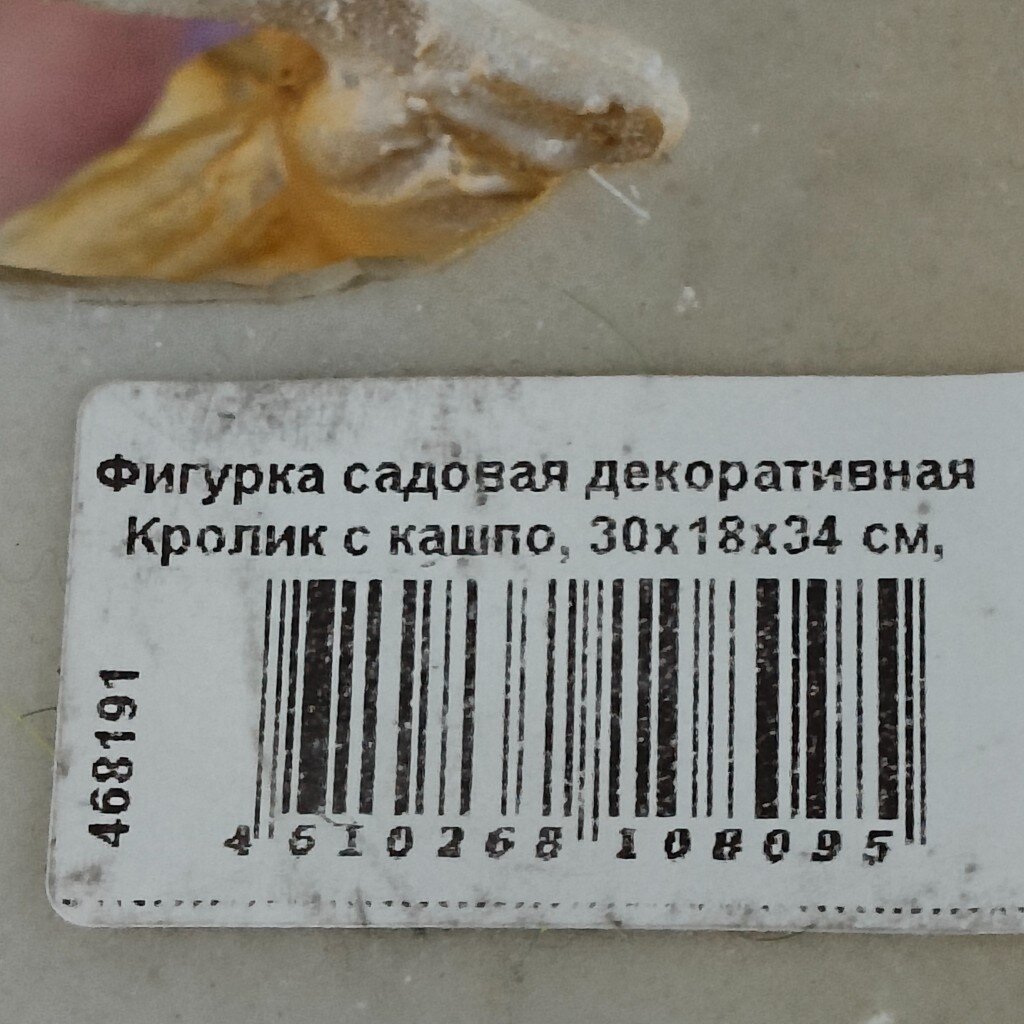 Фигурка садовая декоративная
Кролик с кашпо, 30х18х34 см,
468191
4 610268 108095